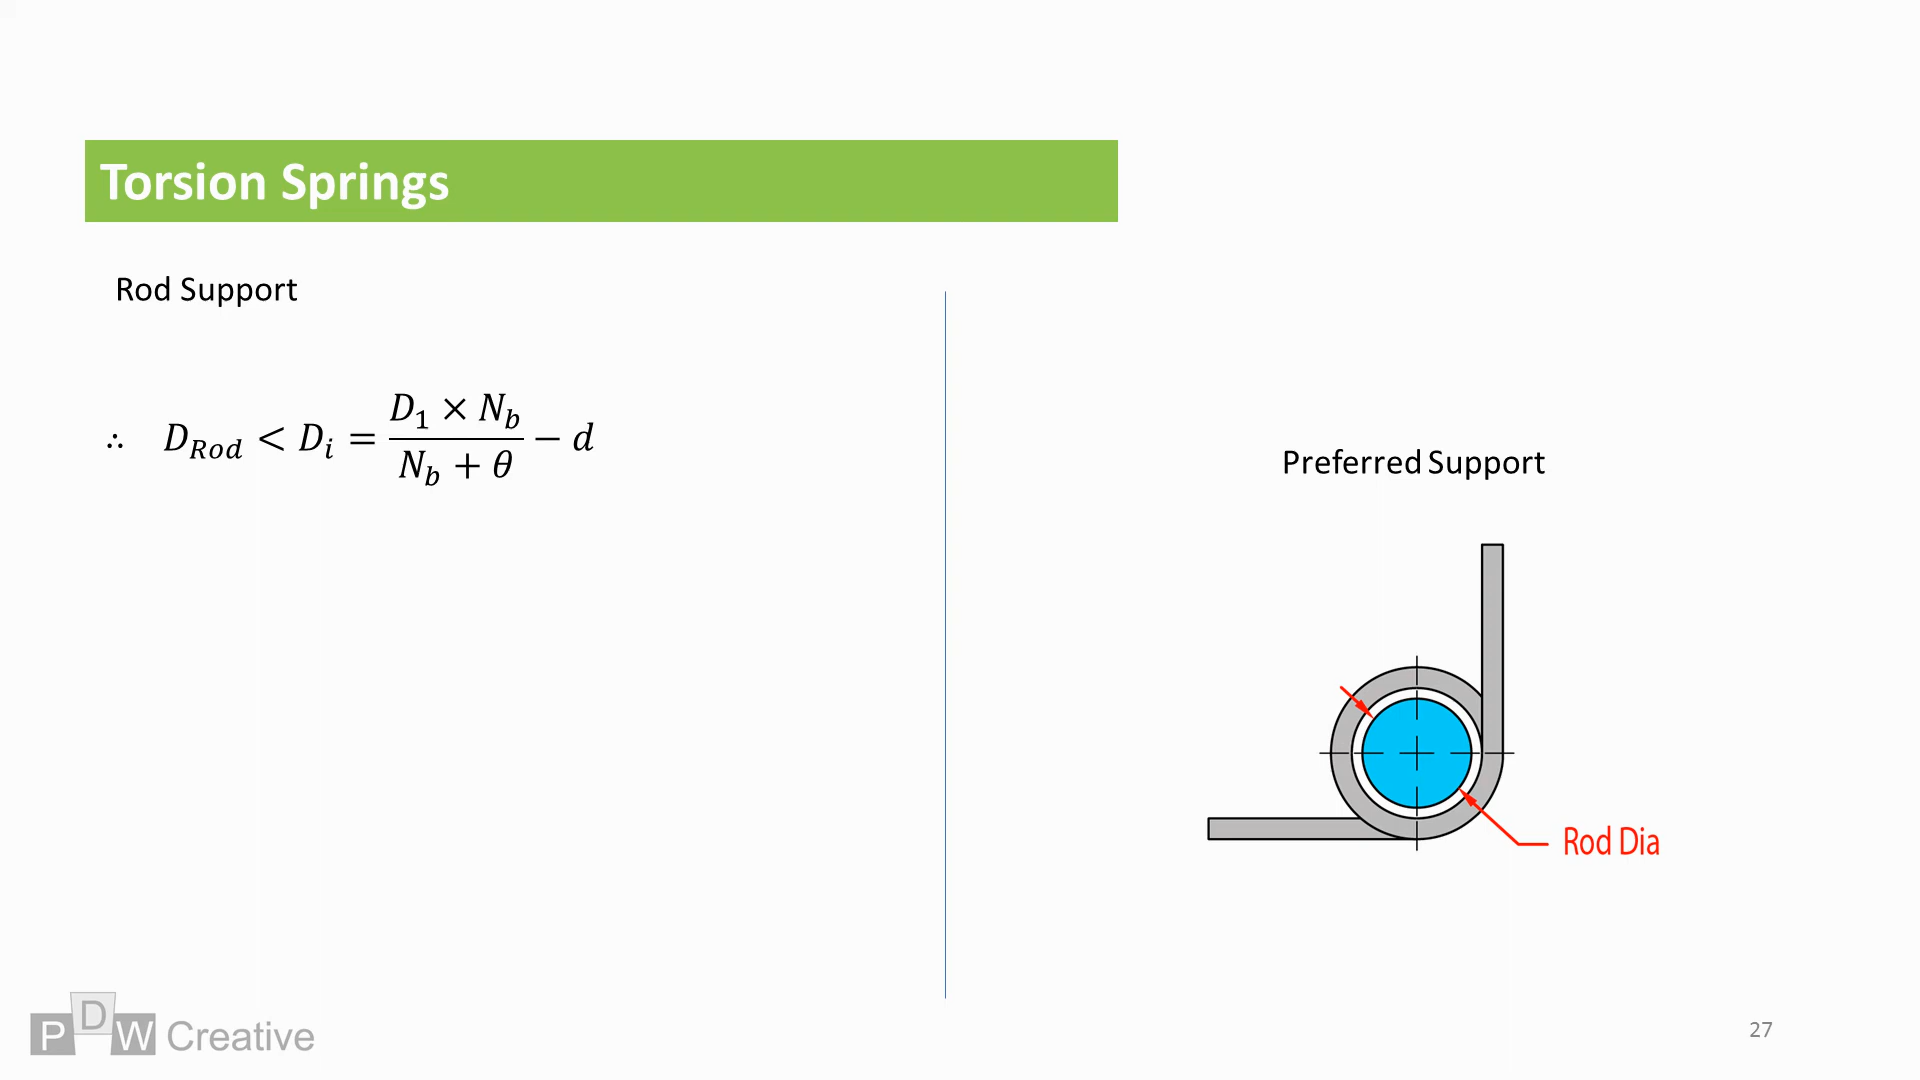 Torsion Springs
Rod Support
∴ D_Rod < D_i = (D_1 × N_b) / (N_b + θ) − d
Preferred Support
Rod Dia
PDW Creative
27